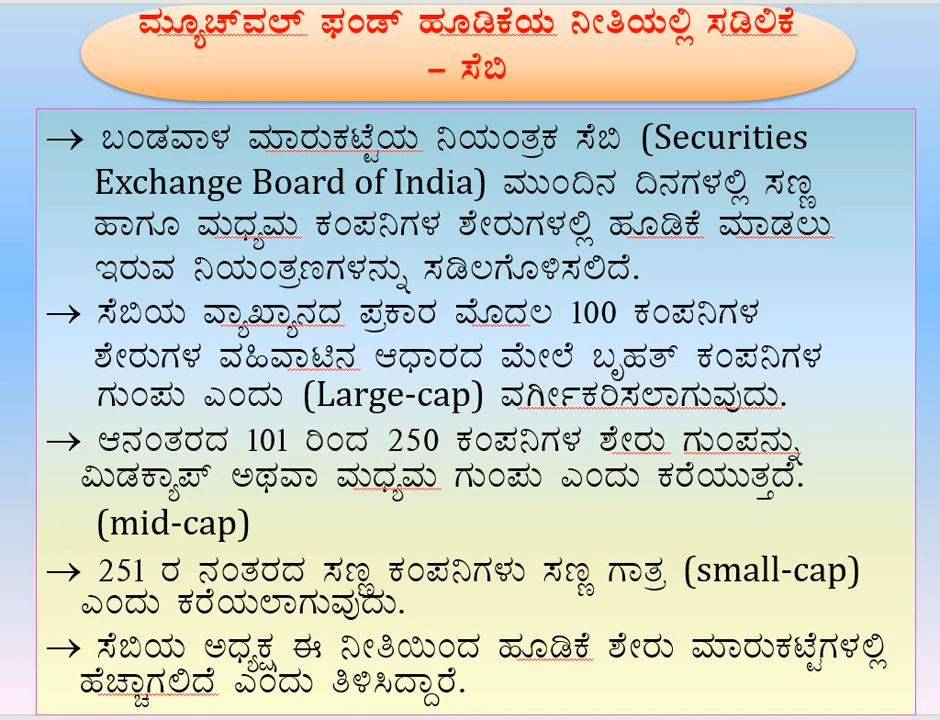 ಮ್ಯೂಚ್‌ವಲ್ ಫಂಡ್ ಹೂಡಿಕೆಯ ನೀತಿಯಲ್ಲಿ ಸಡಿಲಿಕೆ
– ಸೆಬಿ
→ ಬಂಡವಾಳ ಮಾರುಕಟ್ಟೆಯ ನಿಯಂತ್ರಕ ಸೆಬಿ (Securities
Exchange Board of India) ಮುಂದಿನ ದಿನಗಳಲ್ಲಿ ಸಣ್ಣ
ಹಾಗೂ ಮಧ್ಯಮ ಕಂಪನಿಗಳ ಶೇರುಗಳಲ್ಲಿ ಹೂಡಿಕೆ ಮಾಡಲು
ಇರುವ ನಿಯಂತ್ರಣಗಳನ್ನು ಸಡಿಲಗೊಳಿಸಲಿದೆ.
→ ಸೆಬಿಯ ವ್ಯಾಖ್ಯಾನದ ಪ್ರಕಾರ ಮೊದಲ 100 ಕಂಪನಿಗಳ
ಶೇರುಗಳ ವಹಿವಾಟಿನ ಆಧಾರದ ಮೇಲೆ ಬೃಹತ್ ಕಂಪನಿಗಳ
ಗುಂಪು ಎಂದು (Large-cap) ವರ್ಗೀಕರಿಸಲಾಗುವುದು.
→ ಆನಂತರದ 101 ರಿಂದ 250 ಕಂಪನಿಗಳ ಶೇರು ಗುಂಪನ್ನು
ಮಿಡಕ್ಯಾಪ್ ಅಥವಾ ಮಧ್ಯಮ ಗುಂಪು ಎಂದು ಕರೆಯುತ್ತದೆ.
(mid-cap)
→ 251 ರ ನಂತರದ ಸಣ್ಣ ಕಂಪನಿಗಳು ಸಣ್ಣ ಗಾತ್ರ (small-cap)
ಎಂದು ಕರೆಯಲಾಗುವುದು.
→ ಸೆಬಿಯ ಅಧ್ಯಕ್ಷ ಈ ನೀತಿಯಿಂದ ಹೂಡಿಕೆ ಶೇರು ಮಾರುಕಟ್ಟೆಗಳಲ್ಲಿ
ಹೆಚ್ಚಾಗಲಿದೆ ಎಂದು ತಿಳಿಸಿದ್ದಾರೆ.